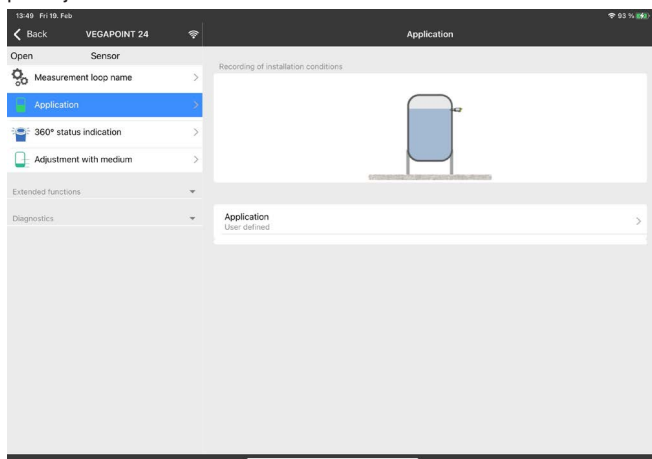 13:49 Fri 19. Feb
93 %
Back
VEGAPOINT 24
Application
Open
Sensor
Measurement loop name
Application
360° status indication
Adjustment with medium
Extended functions
Diagnostics
Recording of installation conditions
Application
User defined